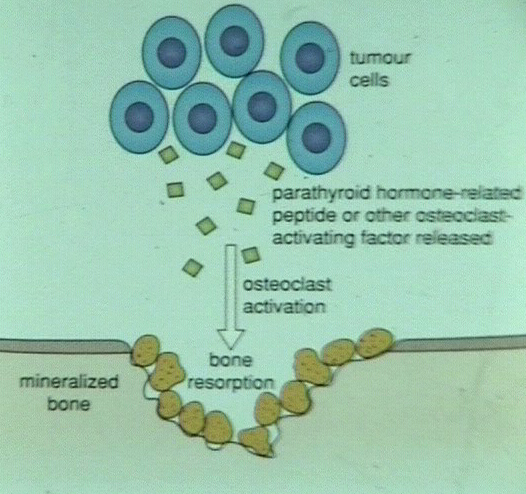 tumour
cells
parathyroid hormone-related
peptide or other osteoclast-
activating factor released
osteoclast
activation
bone
resorption
mineralized
bone